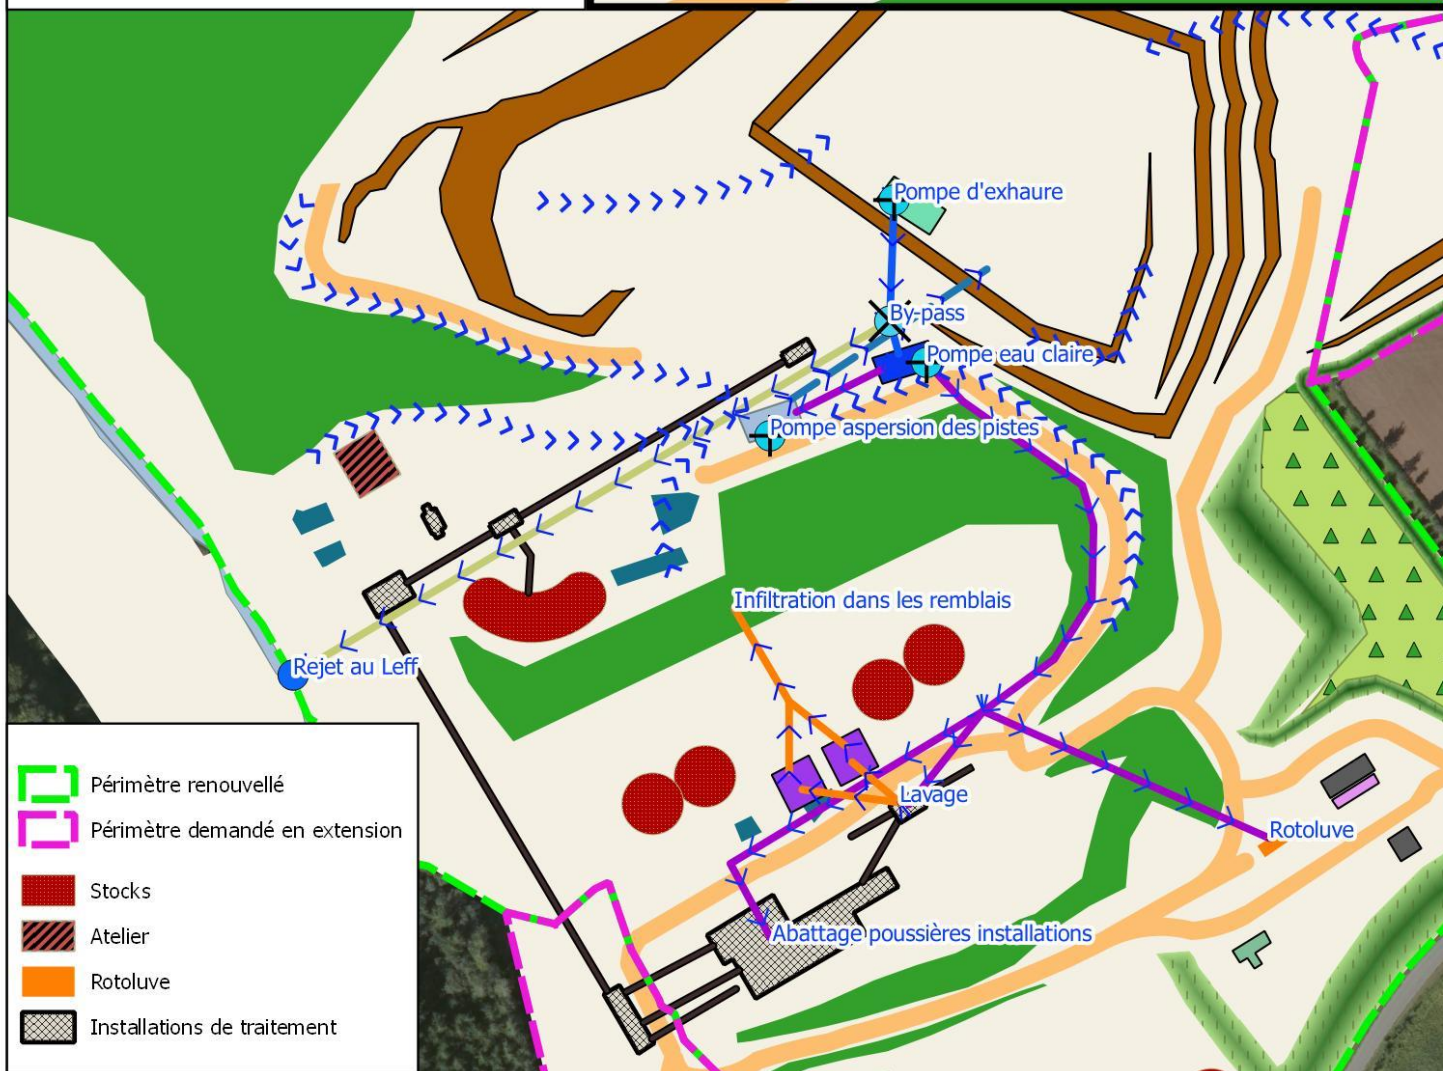 Pompe d'exhaure
By-pass
Pompe eau claire
Pompe aspersion des pistes
Infiltration dans les remblais
Rejet au Leff
Lavage
Rotoluve
Abattage poussières installations
Périmètre renouvellé
Périmètre demandé en extension
Stocks
Atelier
Rotoluve
Installations de traitement